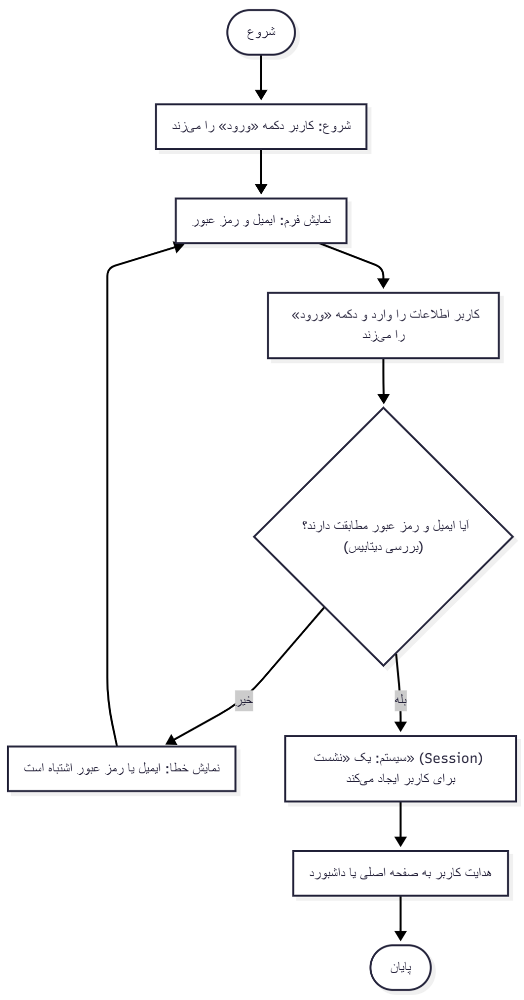 شروع
شروع: کاربر دکمه «ورود» را می‌زند
نمایش فرم: ایمیل و رمز عبور
کاربر اطلاعات را وارد و دکمه «ورود»
را می‌زند
آیا ایمیل و رمز عبور مطابقت دارند؟
(بررسی دیتابیس)
خیر
بله
نمایش خطا: ایمیل یا رمز عبور اشتباه است
سیستم: یک «نشست» (Session)
برای کاربر ایجاد می‌کند
هدایت کاربر به صفحه اصلی یا داشبورد
پایان